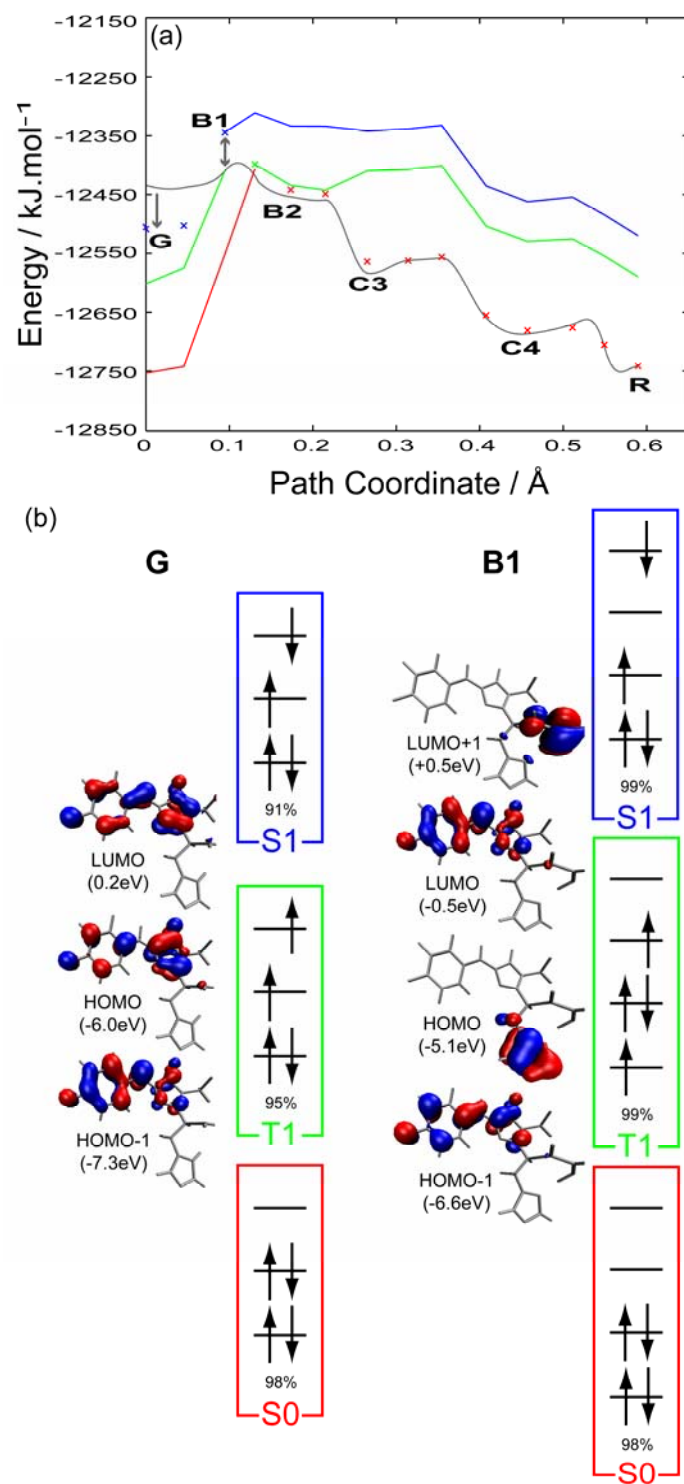 (a)
Energy / kJ.mol⁻¹
-12150
-12250
-12350
-12450
-12550
-12650
-12750
-12850
B1
G
B2
C3
C4
R
0 0.1 0.2 0.3 0.4 0.5 0.6
Path Coordinate / Å
(b)
G
B1
LUMO
(0.2eV)
HOMO
(-6.0eV)
HOMO-1
(-7.3eV)
91%
S1
95%
T1
98%
S0
LUMO+1
(+0.5eV)
LUMO
(-0.5eV)
HOMO
(-5.1eV)
HOMO-1
(-6.6eV)
99%
S1
99%
T1
98%
S0